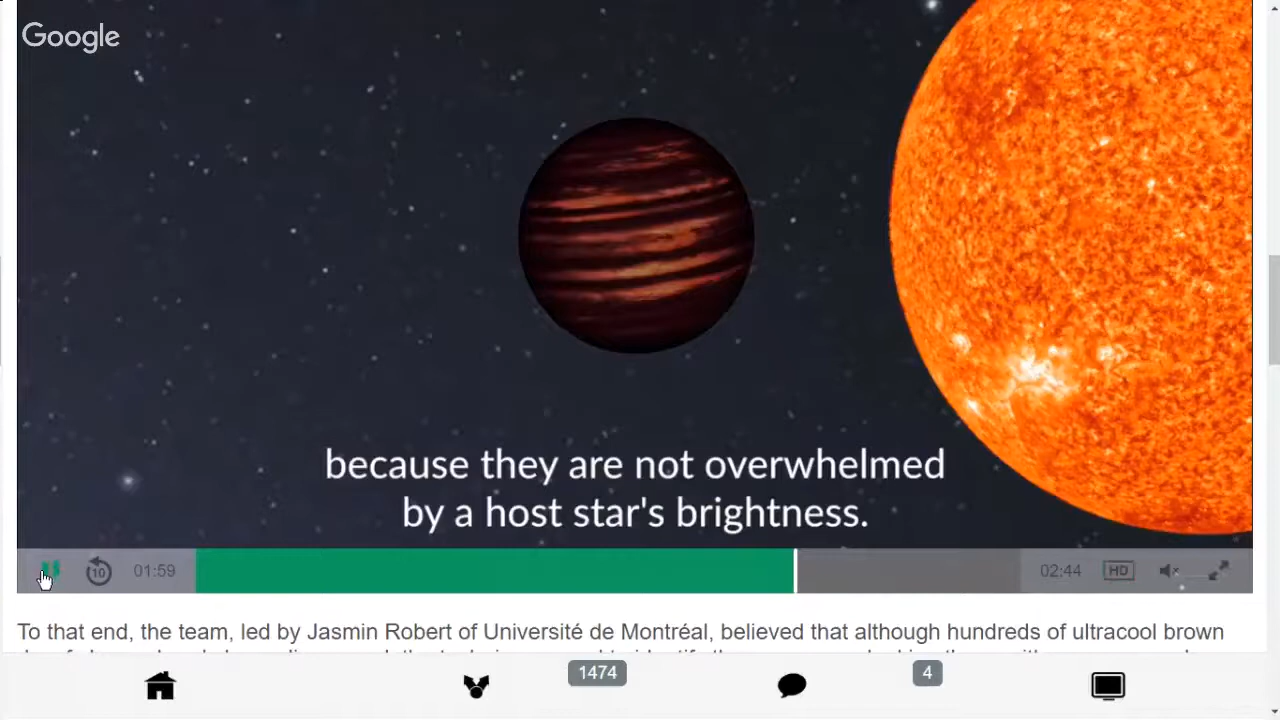 Google
because they are not overwhelmed
by a host star's brightness.
10
01:59
02:44
HD
To that end, the team, led by Jasmin Robert of Université de Montréal, believed that although hundreds of ultracool brown
1474
4